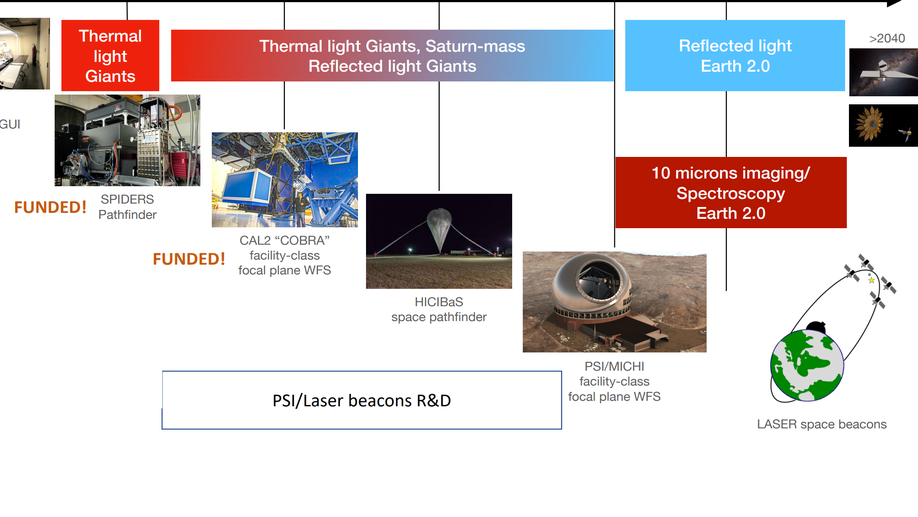 Thermal
light
Giants
Thermal light Giants, Saturn-mass
Reflected light Giants
Reflected light
Earth 2.0
>2040
GUI
10 microns imaging/
Spectroscopy
Earth 2.0
FUNDED!
SPIDERS
Pathfinder
FUNDED!
CAL2 “COBRA”
facility-class
focal plane WFS
HICIBaS
space pathfinder
PSI/MICHI
facility-class
focal plane WFS
PSI/Laser beacons R&D
LASER space beacons